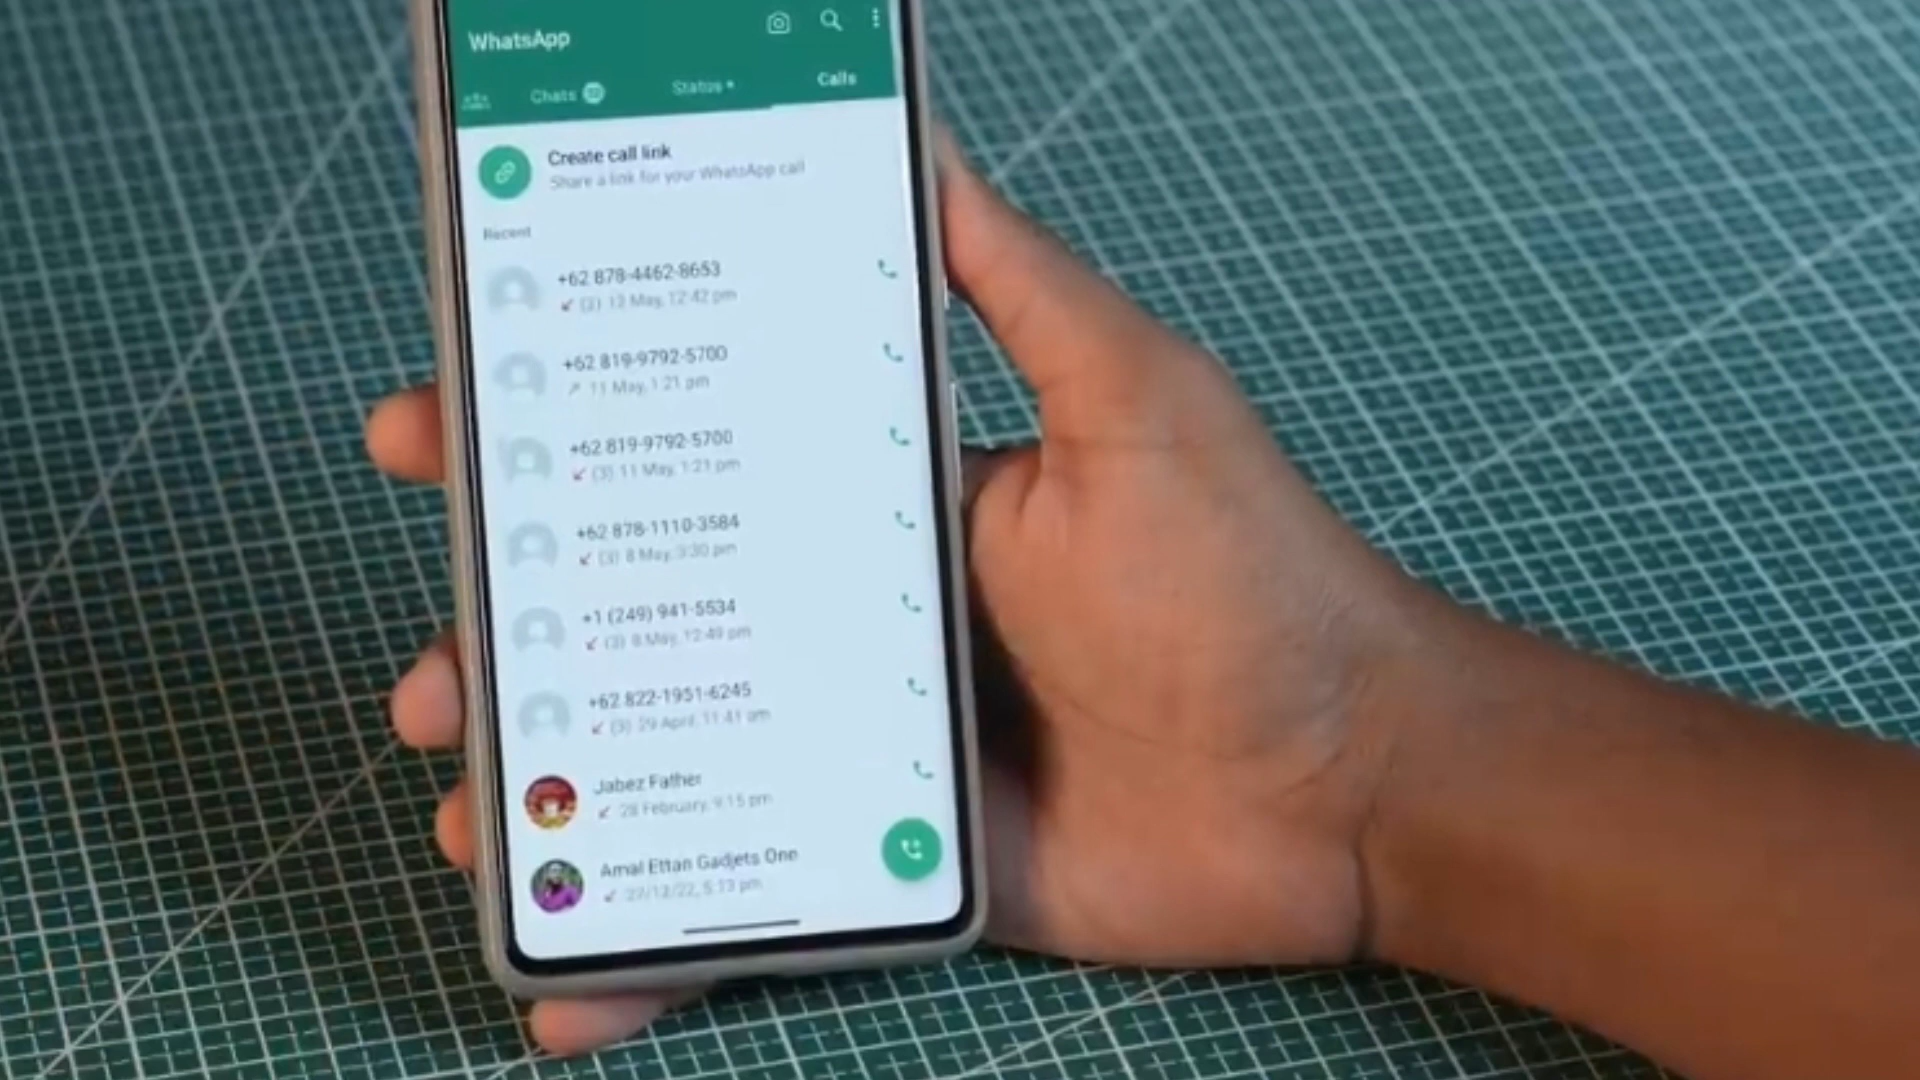 WhatsApp
Chats
Status
Calls
Create call link
Share a link for your WhatsApp call
Recent
+62 878-4462-8653
(2) 12 May, 12:42 pm
+62 819-9792-5700
11 May, 1:21 pm
+62 819-9792-5700
(3) 11 May, 1:21 pm
+62 878-1110-3584
(3) 8 May, 3:30 pm
+1 (249) 941-5534
(3) 8 May, 12:49 pm
+62 822-1951-6245
(3) 29 April, 11:41 am
Jabez Father
28 February, 9:15 pm
Amal Ettan Gadjets One
27/12/22, 5:13 pm